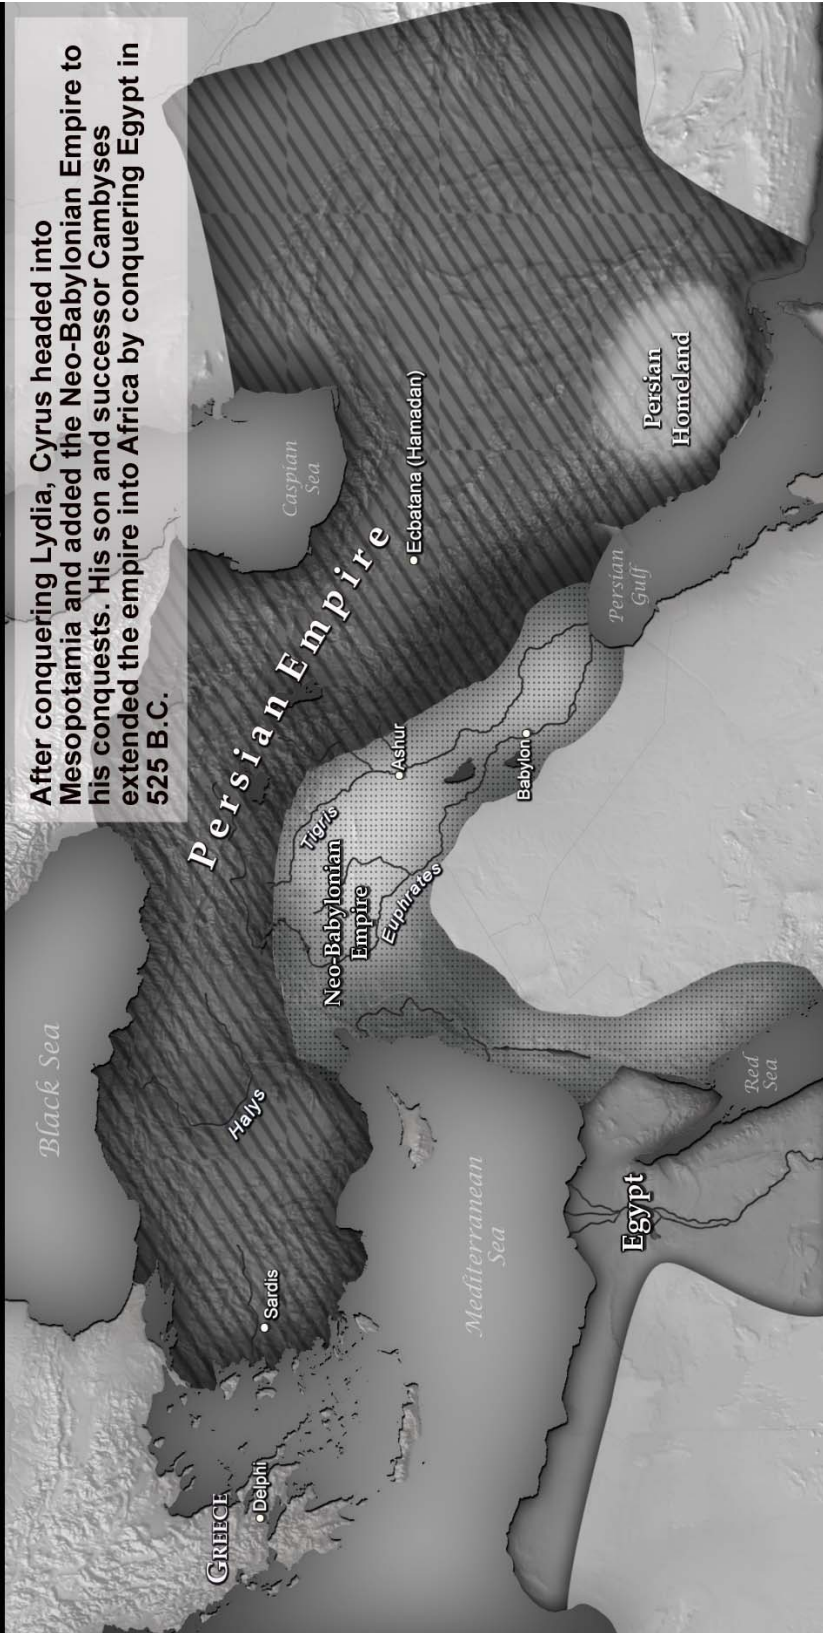 After conquering Lydia, Cyrus headed into
Mesopotamia and added the Neo-Babylonian Empire to
his conquests. His son and successor Cambyses
extended the empire into Africa by conquering Egypt in
525 B.C.
Black Sea
Caspian
Sea
Persian Empire
GREECE
Delphi
Sardis
Halys
Tigris
Neo-Babylonian
Empire
Euphrates
Ashur
Ecbatana (Hamadan)
Mediterranean
Sea
Babylon
Persian
Gulf
Persian
Homeland
Egypt
Red
Sea